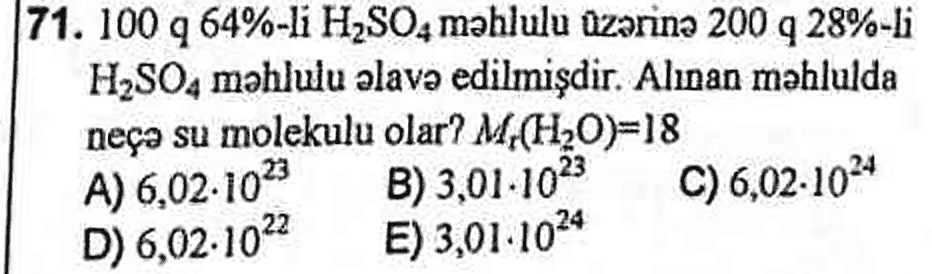 71. 100 q 64%-li H₂SO₄ məhlulu üzərinə 200 q 28%-li
H₂SO₄ məhlulu əlavə edilmişdir. Alınan məhlulda
neçə su molekulu olar? Mᵣ(H₂O)=18
A) 6,02·10²³ B) 3,01·10²³ C) 6,02·10²⁴
D) 6,02·10²² E) 3,01·10²⁴